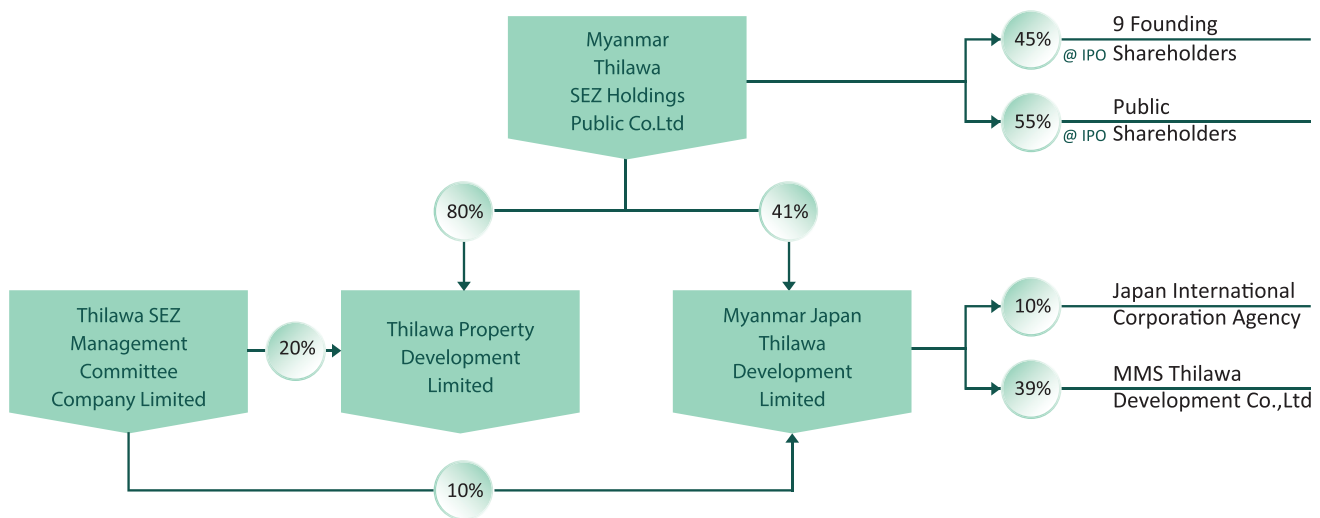 Myanmar
Thilawa
SEZ Holdings
Public Co.Ltd
45%
@ IPO
9 Founding
Shareholders
55%
@ IPO
Public
Shareholders
80%
41%
Thilawa SEZ
Management
Committee
Company Limited
20%
Thilawa Property
Development
Limited
Myanmar Japan
Thilawa
Development
Limited
10%
Japan International
Corporation Agency
39%
MMS Thilawa
Development Co.,Ltd
10%